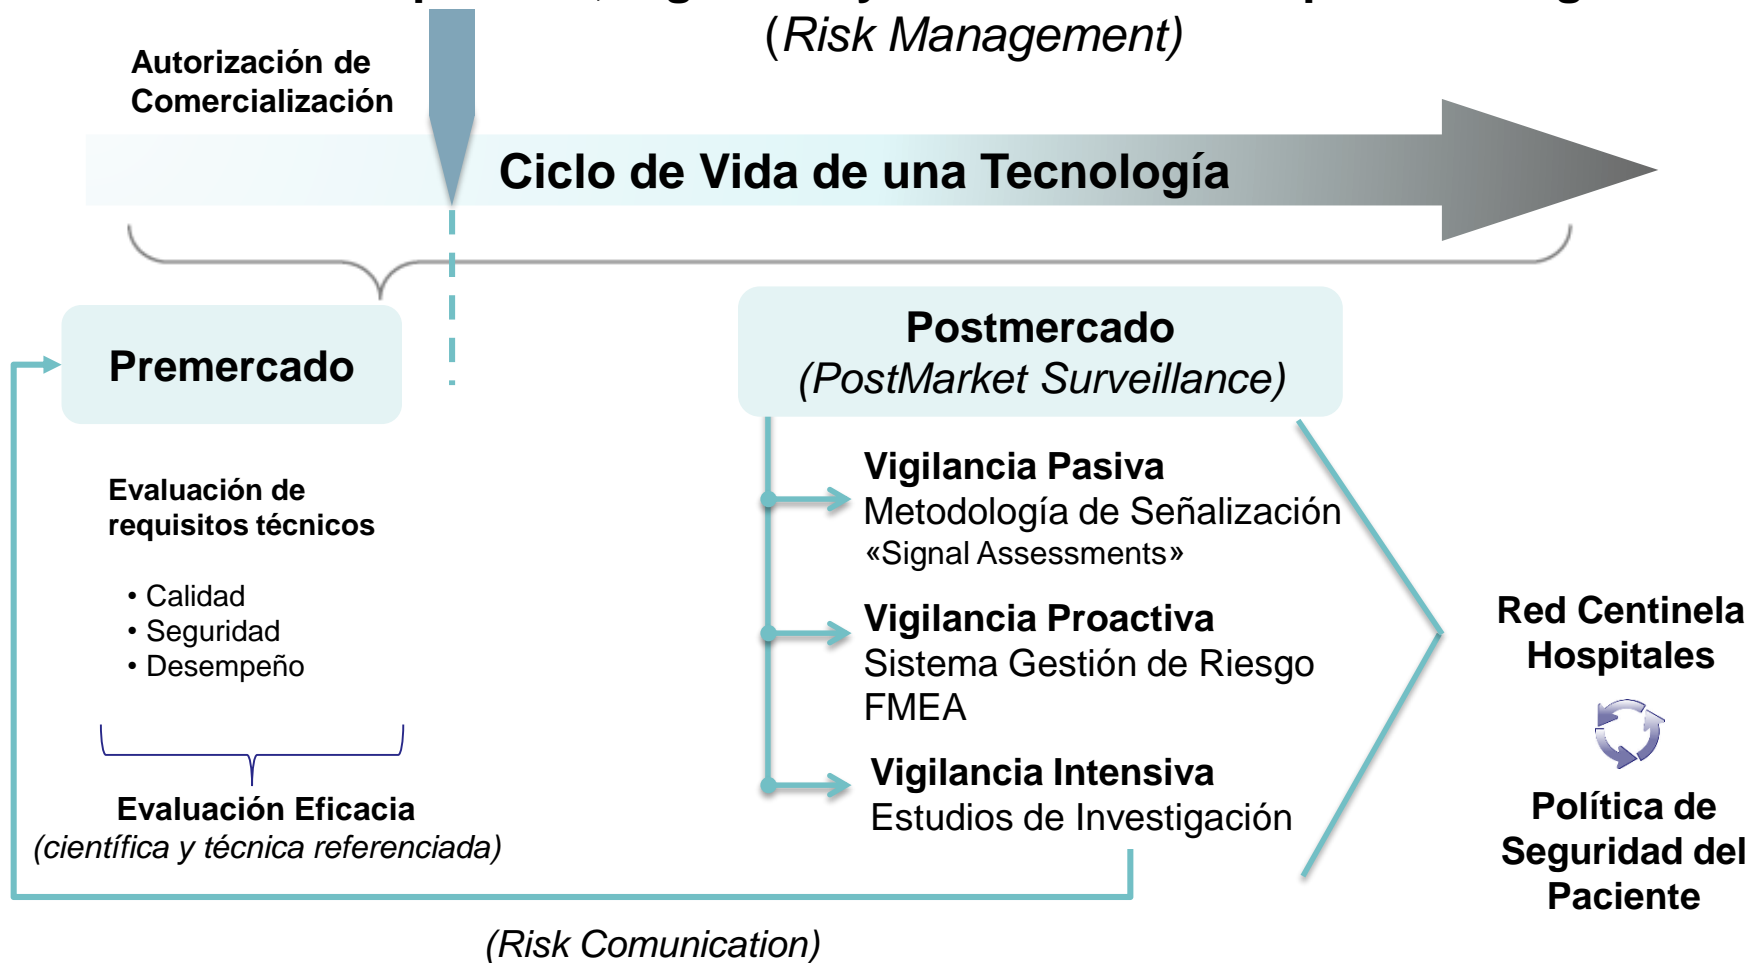 (Risk Management)
Autorización de
Comercialización
Ciclo de Vida de una Tecnología
Premercado
Postmercado
(PostMarket Surveillance)
Evaluación de
requisitos técnicos
• Calidad
• Seguridad
• Desempeño
Evaluación Eficacia
(científica y técnica referenciada)
Vigilancia Pasiva
Metodología de Señalización
«Signal Assessments»
Vigilancia Proactiva
Sistema Gestión de Riesgo
FMEA
Vigilancia Intensiva
Estudios de Investigación
Red Centinela
Hospitales
Política de
Seguridad del
Paciente
(Risk Comunication)